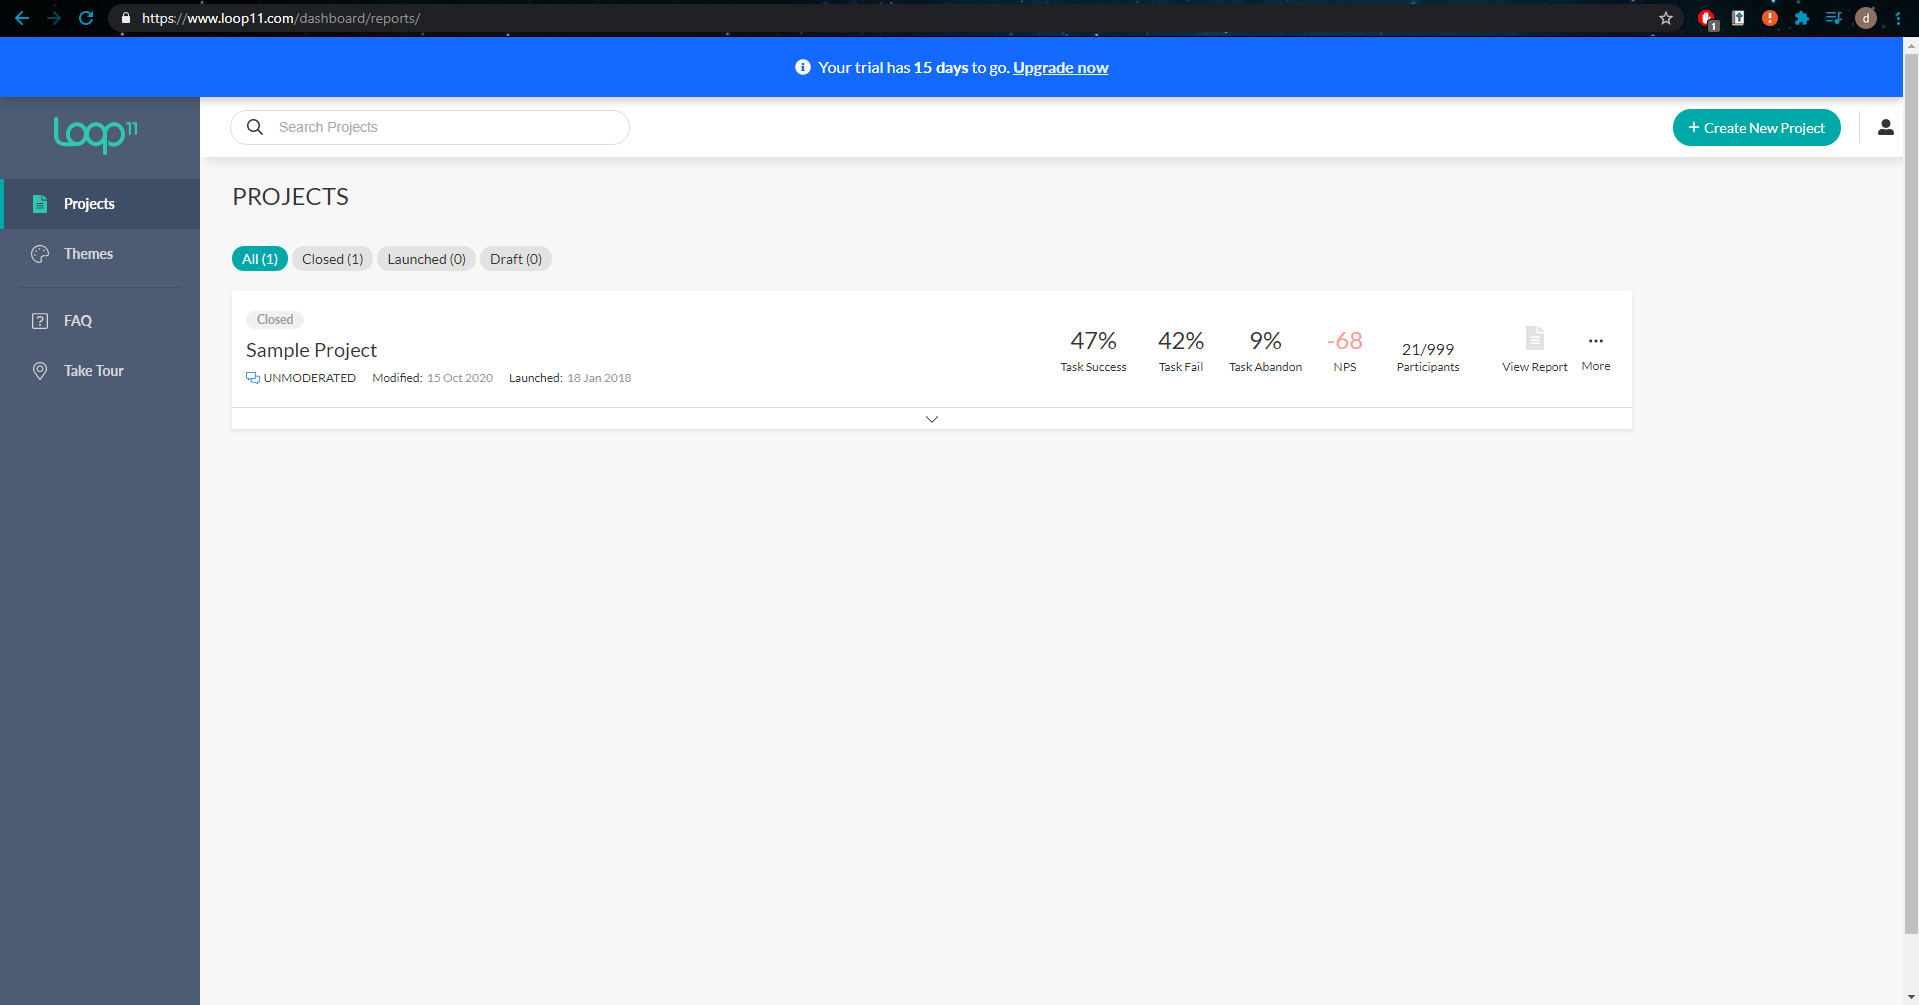 https://www.loop11.com/dashboard/reports/
1
d
Your trial has 15 days to go. Upgrade now
Loop11
Search Projects
+ Create New Project
Projects
Themes
FAQ
Take Tour
PROJECTS
All (1) Closed (1) Launched (0) Draft (0)
Closed
Sample Project
UNMODERATED Modified: 15 Oct 2020 Launched: 18 Jan 2018
47% 42% 9% -68 21/999
Task Success Task Fail Task Abandon NPS Participants View Report More